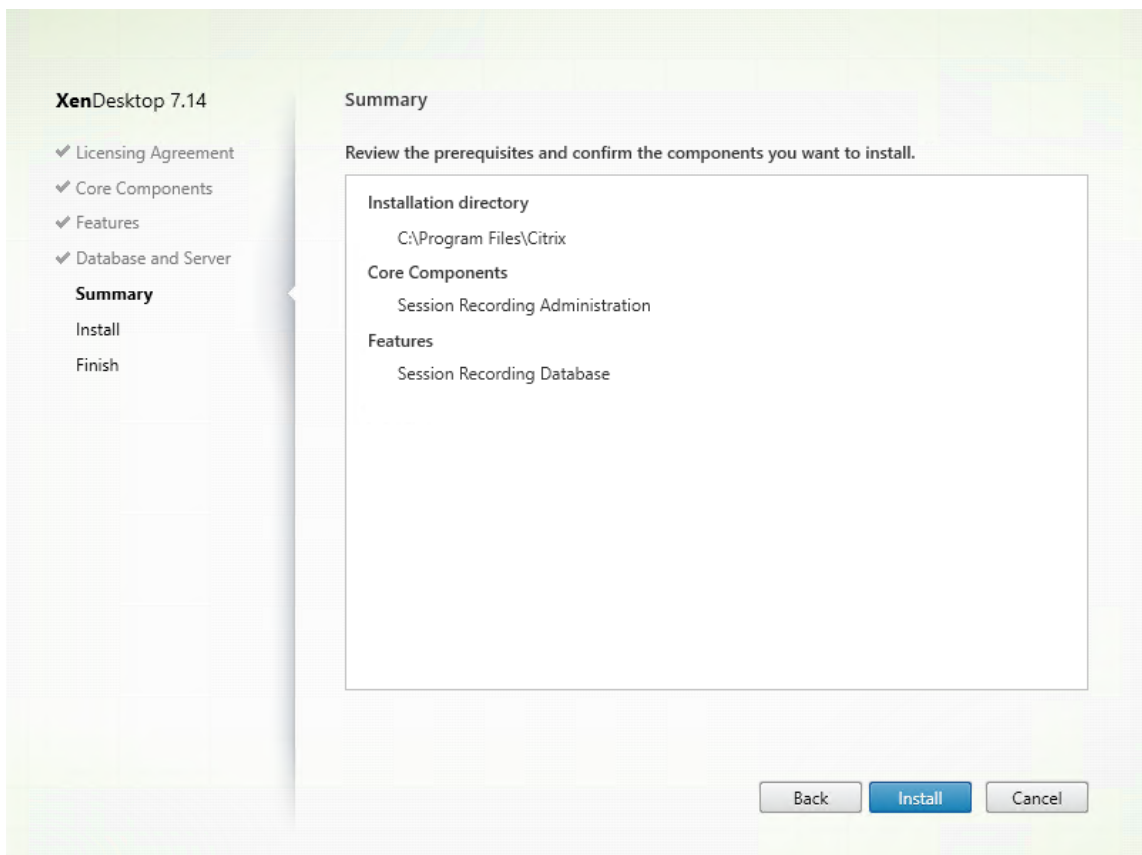 XenDesktop 7.14
Licensing Agreement
Core Components
Features
Database and Server
Summary
Install
Finish
Summary
Review the prerequisites and confirm the components you want to install.
Installation directory
C:\Program Files\Citrix
Core Components
Session Recording Administration
Features
Session Recording Database
Back
Install
Cancel